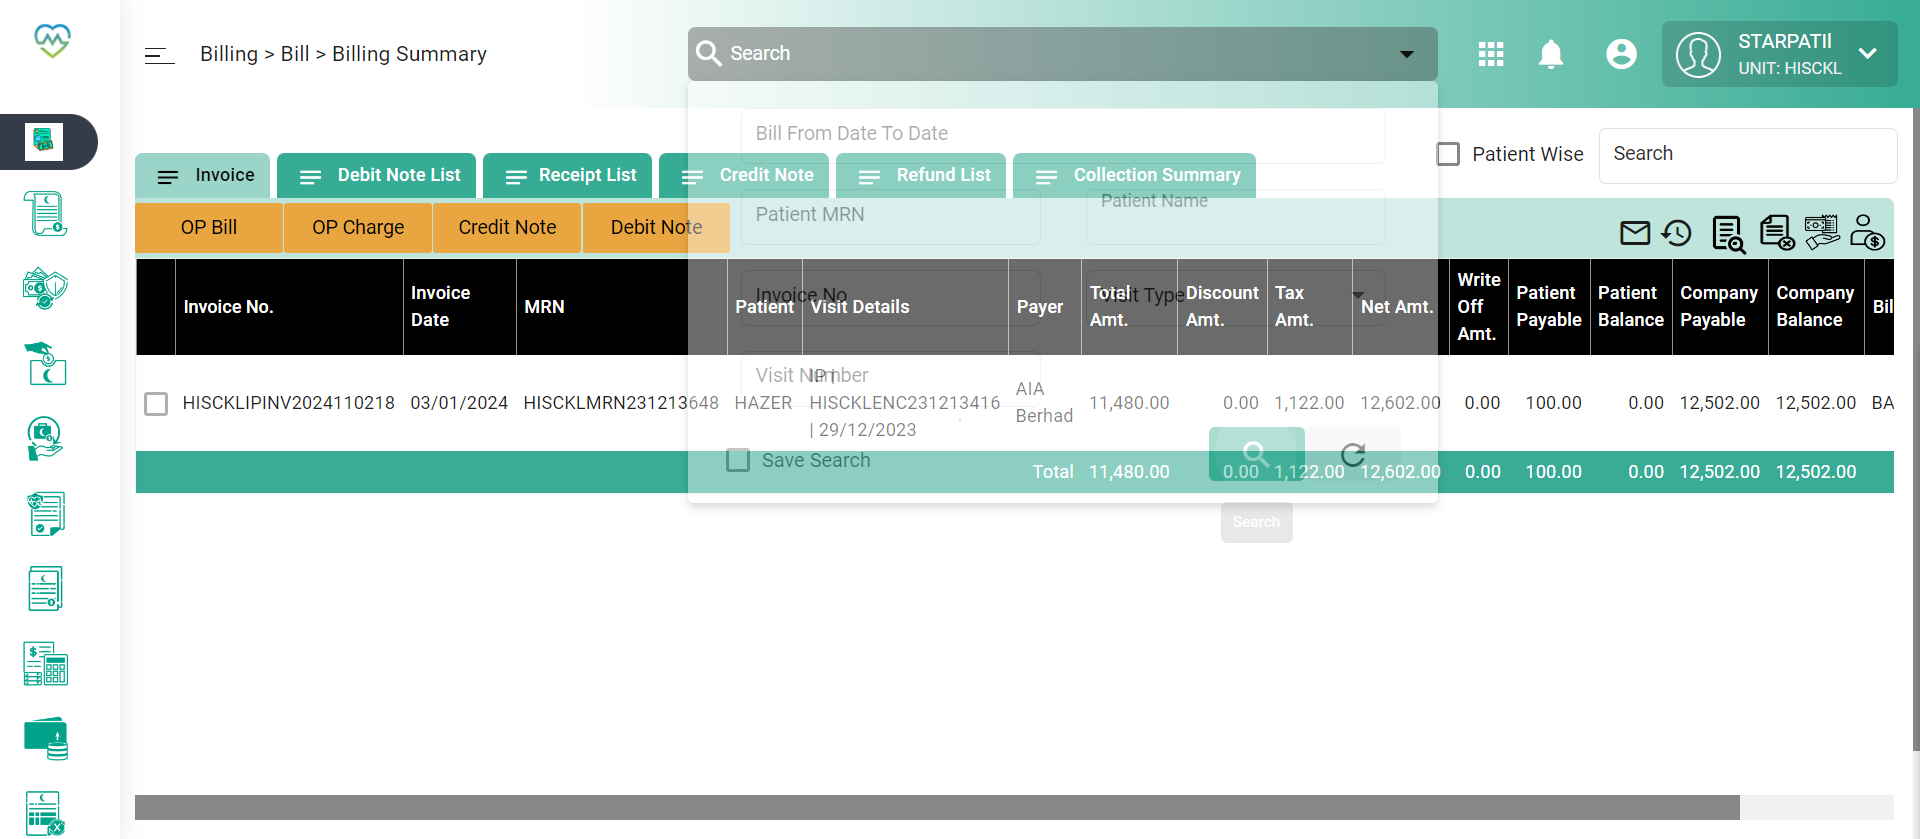 Billing > Bill > Billing Summary
Search
STARPATII
UNIT: HISCKL
Bill From Date To Date
Patient Wise
Search
Invoice
Debit Note List
Receipt List
Credit Note
Refund List
Collection Summary
Patient MRN
Patient Name
OP Bill
OP Charge
Credit Note
Debit Note
Invoice No
Visit Type
Invoice No.
Invoice Date
MRN
Patient
Visit Details
Payer
Total Amt.
Discount Amt.
Tax Amt.
Net Amt.
Write Off Amt.
Patient Payable
Patient Balance
Company Payable
Company Balance
Bil
Visit Number
HISCKLIPINV2024110218
03/01/2024
HISCKLMRN231213648
HAZER
IP |
HISCKLENC231213416
| 29/12/2023
AIA
Berhad
11,480.00
0.00
1,122.00
12,602.00
0.00
100.00
0.00
12,502.00
12,502.00
BA
Save Search
Total
11,480.00
0.00
1,122.00
12,602.00
0.00
100.00
0.00
12,502.00
12,502.00
Search